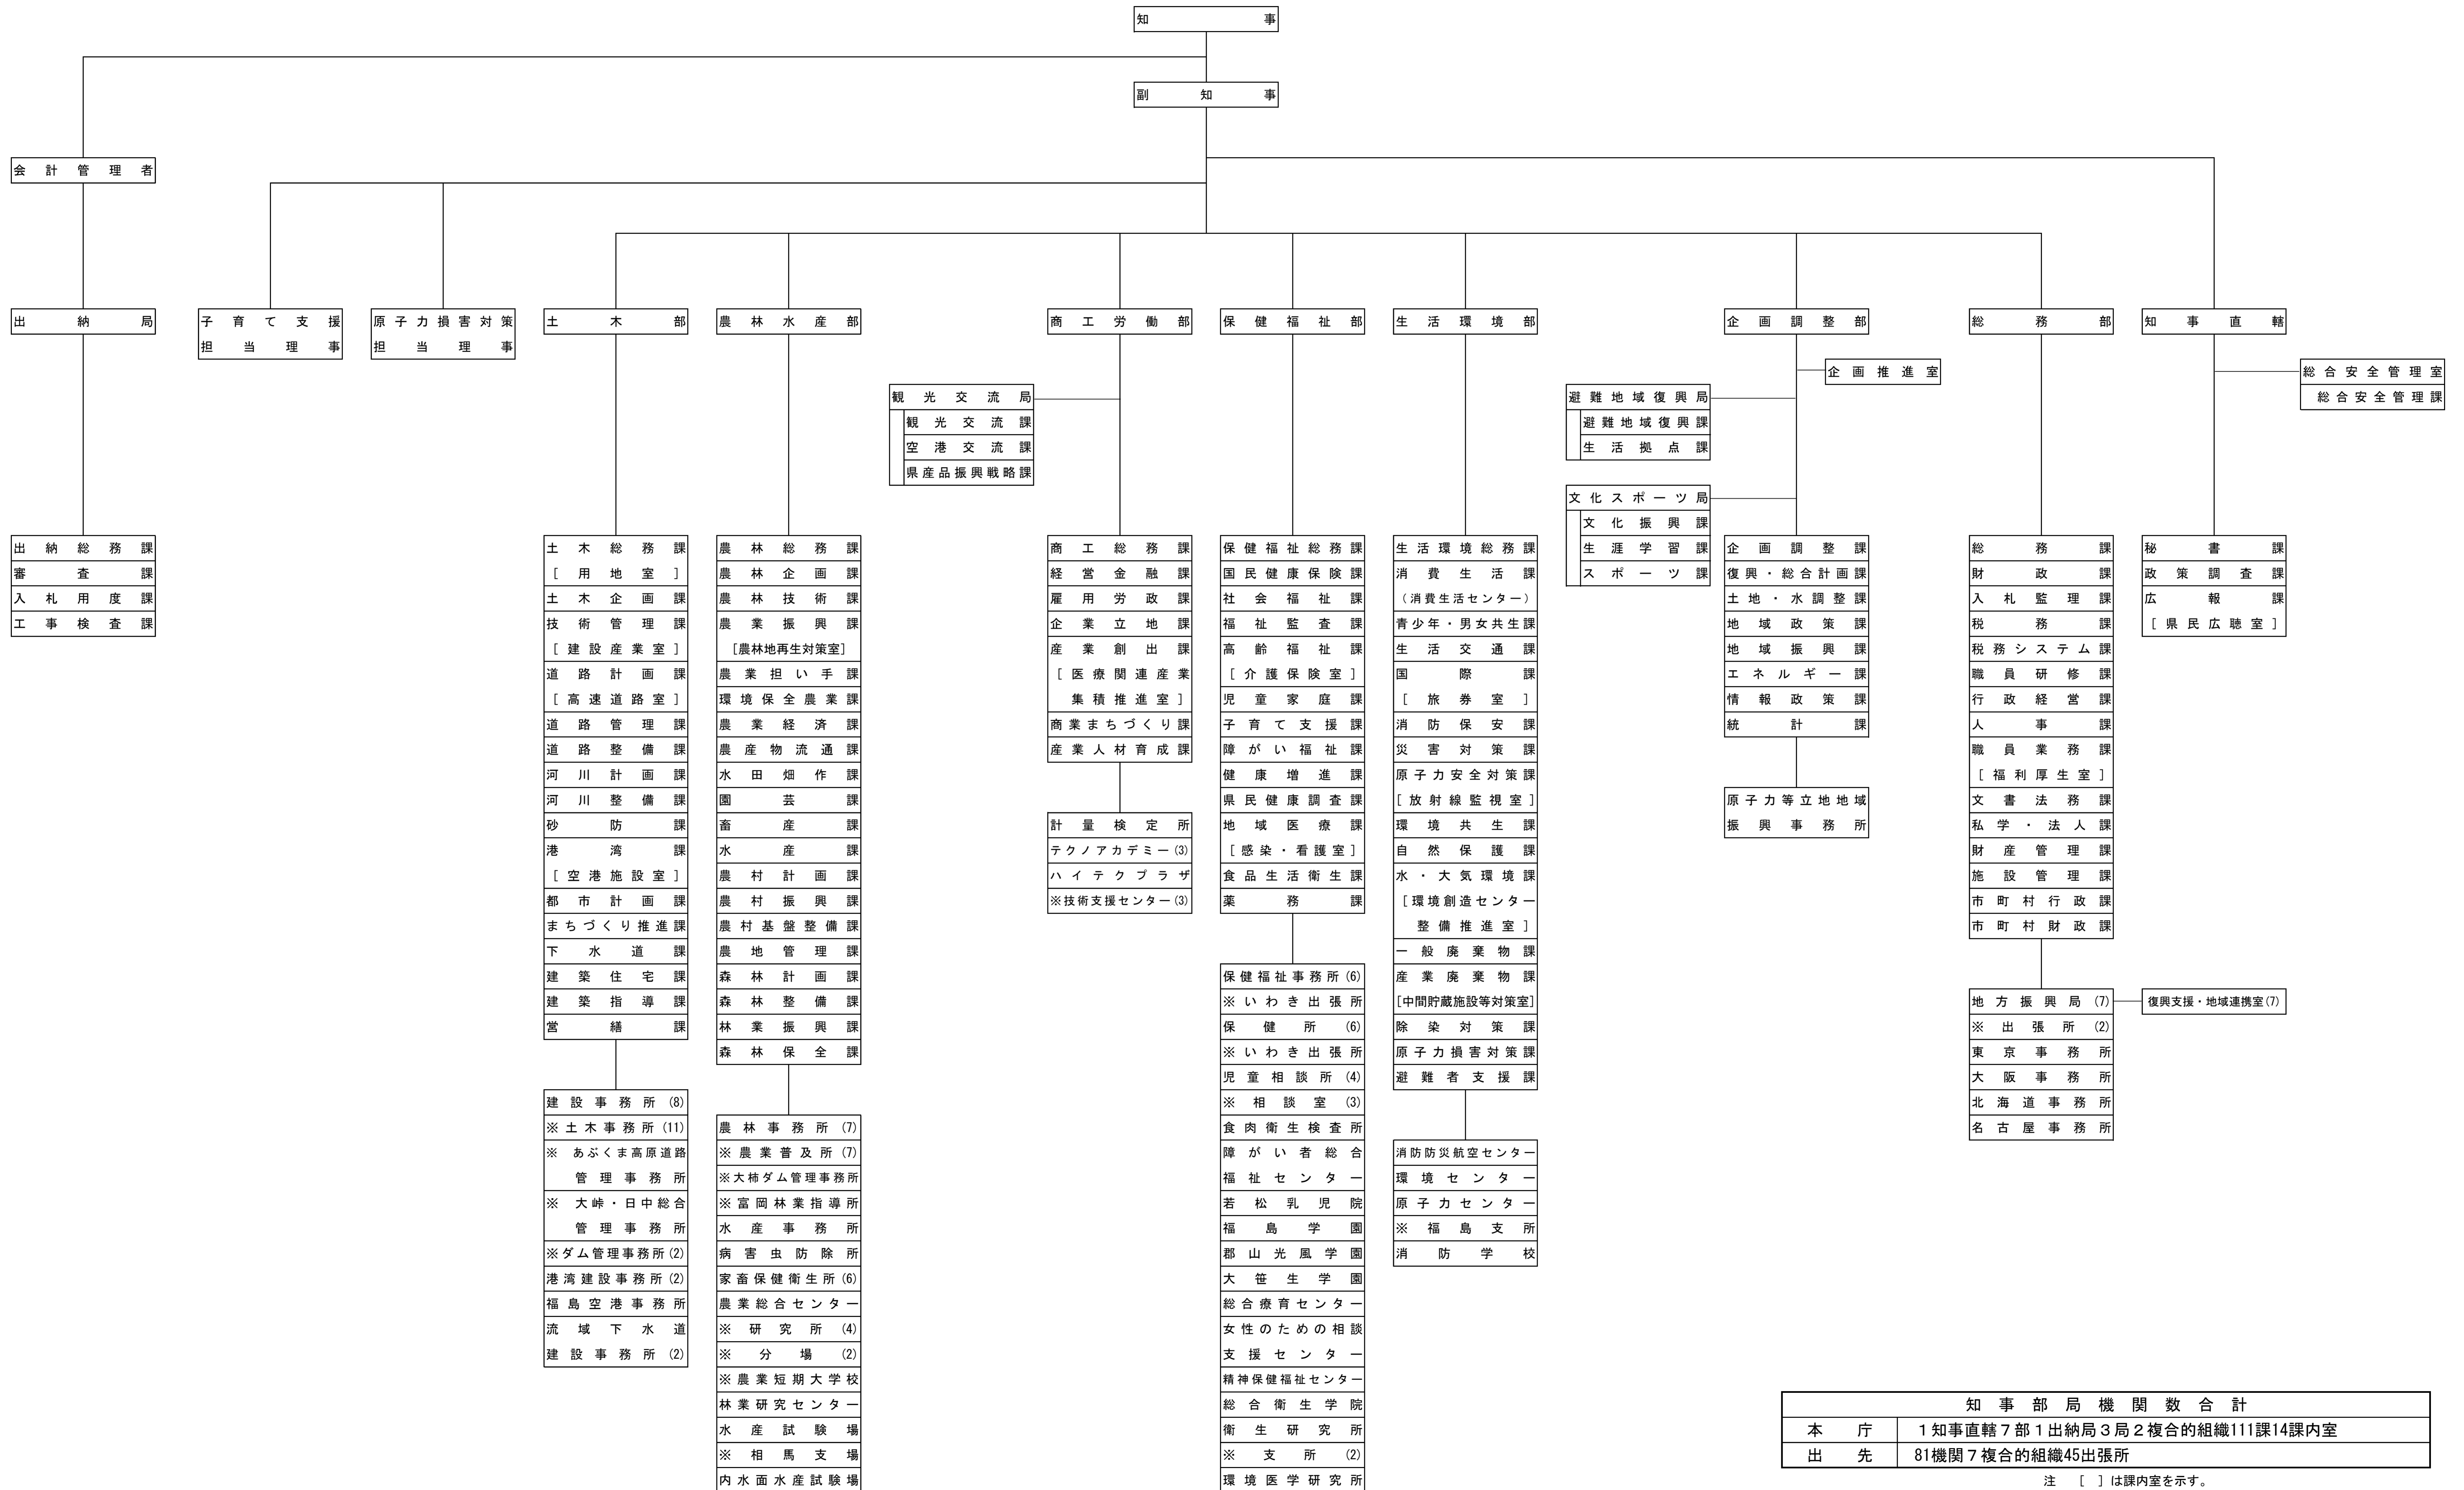 知事
副知事
会計管理者
出納局
子育て支援
担当理事
原子力損害対策
担当理事
土木部
農林水産部
商工労働部
保健福祉部
生活環境部
企画調整部
総務部
知事直轄
出納総務課
審査課
入札用度課
工事検査課
土木総務課
[用地室]
土木企画課
技術管理課
[建設産業室]
道路計画課
[高速道路室]
道路管理課
道路整備課
河川計画課
河川整備課
砂防課
港湾課
[空港施設室]
都市計画課
まちづくり推進課
下水道課
建築住宅課
建築指導課
営繕課
建設事務所(8)
※土木事務所(11)
※ あぶくま高原道路
管理事務所
※ 大峠・日中総合
管理事務所
※ダム管理事務所(2)
港湾建設事務所(2)
福島空港事務所
流域下水道
建設事務所(2)
農林総務課
農林企画課
農林技術課
農業振興課
[農林地再生対策室]
農業担い手課
環境保全農業課
農業経済課
農産物流通課
水田畑作課
園芸課
畜産課
水産課
農村計画課
農村振興課
農村基盤整備課
農地管理課
森林計画課
森林整備課
林業振興課
森林保全課
農林事務所(7)
※農業普及所(7)
※大柿ダム管理事務所
※富岡林業指導所
水産事務所
病害虫防除所
家畜保健衛生所(6)
農業総合センター
※研究所(4)
※分場(2)
※農業短期大学校
林業研究センター
水産試験場
※相馬支場
内水面水産試験場
観光交流局
観光交流課
空港交流課
県産品振興戦略課
商工総務課
経営金融課
雇用労政課
企業立地課
産業創出課
[医療関連産業
集積推進室]
商業まちづくり課
産業人材育成課
計量検定所
テクノアカデミー(3)
ハイテクプラザ
※技術支援センター(3)
保健福祉総務課
国民健康保険課
社会福祉課
福祉監査課
高齢福祉課
[介護保険室]
児童家庭課
子育て支援課
障がい福祉課
健康増進課
県民健康調査課
地域医療課
[感染・看護室]
食品生活衛生課
薬務課
保健福祉事務所(6)
※いわき出張所
保健所(6)
※いわき出張所
児童相談所(4)
※相談室(3)
食肉衛生検査所
障がい者総合
福祉センター
若松乳児院
福島学園
郡山光風学園
大笹生学園
総合療育センター
女性のための相談
支援センター
精神保健福祉センター
総合衛生学院
衛生研究所
※支所(2)
環境医学研究所
生活環境総務課
消費生活課
(消費生活センター)
青少年・男女共生課
生活交通課
国際課
[旅券室]
消防保安課
災害対策課
原子力安全対策課
[放射線監視室]
環境共生課
自然保護課
水・大気環境課
[環境創造センター
整備推進室]
一般廃棄物課
産業廃棄物課
[中間貯蔵施設等対策室]
除染対策課
原子力損害対策課
避難者支援課
消防防災航空センター
環境センター
原子力センター
※福島支所
消防学校
企画推進室
避難地域復興局
避難地域復興課
生活拠点課
文化スポーツ局
文化振興課
生涯学習課
スポーツ課
企画調整課
復興・総合計画課
土地・水調整課
地域政策課
地域振興課
エネルギー課
情報政策課
統計課
原子力等立地地域
振興事務所
総務課
財政課
入札監理課
税務課
税務システム課
職員研修課
行政経営課
人事課
職員業務課
[福利厚生室]
文書法務課
私学・法人課
財産管理課
施設管理課
市町村行政課
市町村財政課
地方振興局(7)
復興支援・地域連携室(7)
※出張所(2)
東京事務所
大阪事務所
北海道事務所
名古屋事務所
総合安全管理室
総合安全管理課
秘書課
政策調査課
広報課
[県民広聴室]
知事部局機関数合計
本庁 1知事直轄7部1出納局3局2複合的組織111課14課内室
出先 81機関7複合的組織45出張所
注 [ ]は課内室を示す。